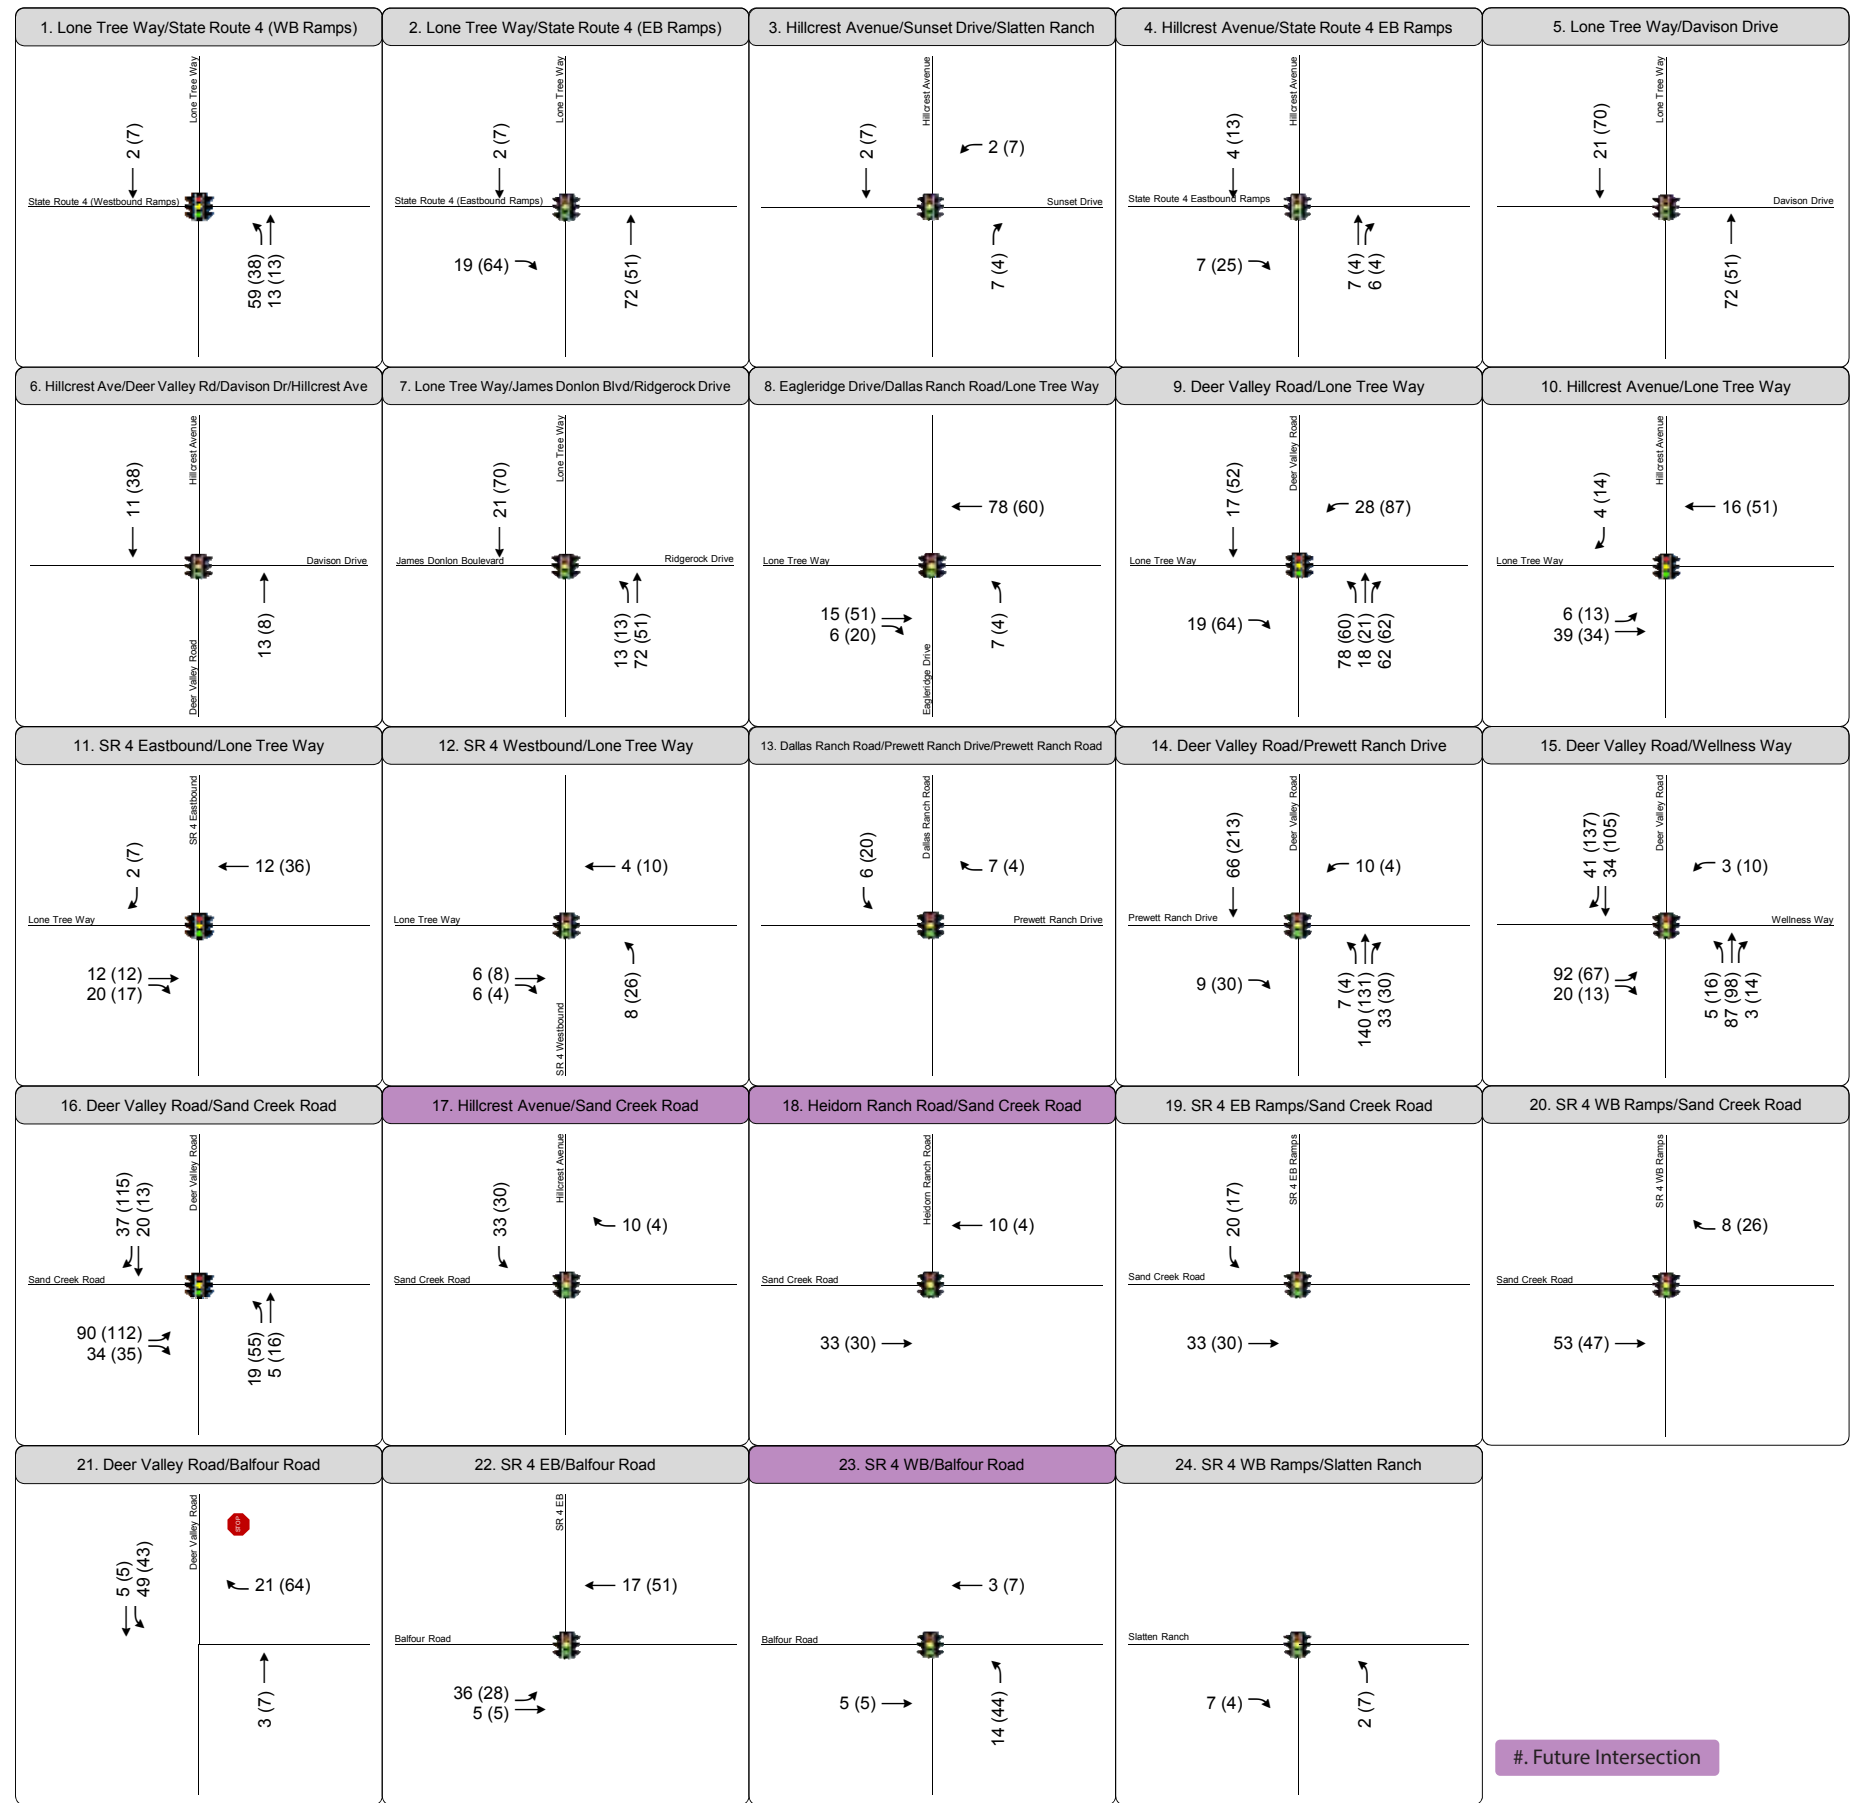 1. Lone Tree Way/State Route 4 (WB Ramps)
Lone Tree Way
2 (7)
State Route 4 (Westbound Ramps)
59 (38)
13 (13)
2. Lone Tree Way/State Route 4 (EB Ramps)
Lone Tree Way
2 (7)
State Route 4 (Eastbound Ramps)
19 (64)
72 (51)
3. Hillcrest Avenue/Sunset Drive/Slatten Ranch
Hillcrest Avenue
2 (7)
2 (7)
Sunset Drive
7 (4)
4. Hillcrest Avenue/State Route 4 EB Ramps
Hillcrest Avenue
4 (13)
State Route 4 Eastbound Ramps
7 (25)
7 (4)
6 (4)
5. Lone Tree Way/Davison Drive
Lone Tree Way
21 (70)
Davison Drive
72 (51)
6. Hillcrest Ave/Deer Valley Rd/Davison Dr/Hillcrest Ave
Hillcrest Avenue
11 (38)
Davison Drive
13 (8)
Deer Valley Road
7. Lone Tree Way/James Donlon Blvd/Ridgerock Drive
Lone Tree Way
21 (70)
James Donlon Boulevard
Ridgerock Drive
13 (13)
72 (51)
8. Eagleridge Drive/Dallas Ranch Road/Lone Tree Way
78 (60)
Lone Tree Way
15 (51)
6 (20)
7 (4)
Eagleridge Drive
9. Deer Valley Road/Lone Tree Way
Deer Valley Road
17 (52)
28 (87)
Lone Tree Way
19 (64)
78 (60)
18 (21)
62 (62)
10. Hillcrest Avenue/Lone Tree Way
Hillcrest Avenue
4 (14)
16 (51)
Lone Tree Way
6 (13)
39 (34)
11. SR 4 Eastbound/Lone Tree Way
SR 4 Eastbound
2 (7)
12 (36)
Lone Tree Way
12 (12)
20 (17)
12. SR 4 Westbound/Lone Tree Way
4 (10)
Lone Tree Way
6 (8)
6 (4)
8 (26)
SR 4 Westbound
13. Dallas Ranch Road/Prewett Ranch Drive/Prewett Ranch Road
Dallas Ranch Road
6 (20)
7 (4)
Prewett Ranch Drive
14. Deer Valley Road/Prewett Ranch Drive
Deer Valley Road
66 (213)
10 (4)
Prewett Ranch Drive
9 (30)
7 (4)
140 (131)
33 (30)
15. Deer Valley Road/Wellness Way
Deer Valley Road
41 (137)
34 (105)
3 (10)
Wellness Way
92 (67)
20 (13)
5 (16)
87 (98)
3 (14)
16. Deer Valley Road/Sand Creek Road
Deer Valley Road
37 (115)
20 (13)
Sand Creek Road
90 (112)
34 (35)
19 (55)
5 (16)
17. Hillcrest Avenue/Sand Creek Road
Hillcrest Avenue
33 (30)
10 (4)
Sand Creek Road
18. Heidorn Ranch Road/Sand Creek Road
Heidorn Ranch Road
10 (4)
Sand Creek Road
33 (30)
19. SR 4 EB Ramps/Sand Creek Road
SR 4 EB Ramps
20 (17)
Sand Creek Road
33 (30)
20. SR 4 WB Ramps/Sand Creek Road
SR 4 WB Ramps
8 (26)
Sand Creek Road
53 (47)
21. Deer Valley Road/Balfour Road
Deer Valley Road
STOP
5 (5)
49 (43)
21 (64)
3 (7)
22. SR 4 EB/Balfour Road
SR 4 EB
17 (51)
Balfour Road
36 (28)
5 (5)
23. SR 4 WB/Balfour Road
3 (7)
Balfour Road
5 (5)
14 (44)
24. SR 4 WB Ramps/Slatten Ranch
Slatten Ranch
7 (4)
2 (7)
#. Future Intersection